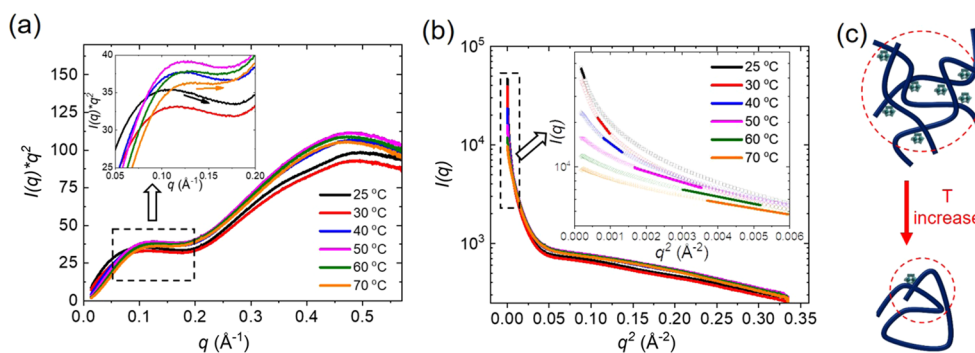 (a)
I(q)*q²
150
125
100
75
50
25
0
0.0
0.1
0.2
0.3
0.4
0.5
q (Å⁻¹)
40
35
30
25
I(q)*q²
0.05
0.10
0.15
0.20
q (Å⁻¹)
25 °C
30 °C
40 °C
50 °C
60 °C
70 °C
(b)
I(q)
10⁵
10⁴
10³
0.00 0.05 0.10 0.15 0.20 0.25 0.30 0.35
q² (Å⁻²)
I(q)
10⁴
0.000 0.001 0.002 0.003 0.004 0.005 0.006
q² (Å⁻²)
25 °C
30 °C
40 °C
50 °C
60 °C
70 °C
(c)
T
increase